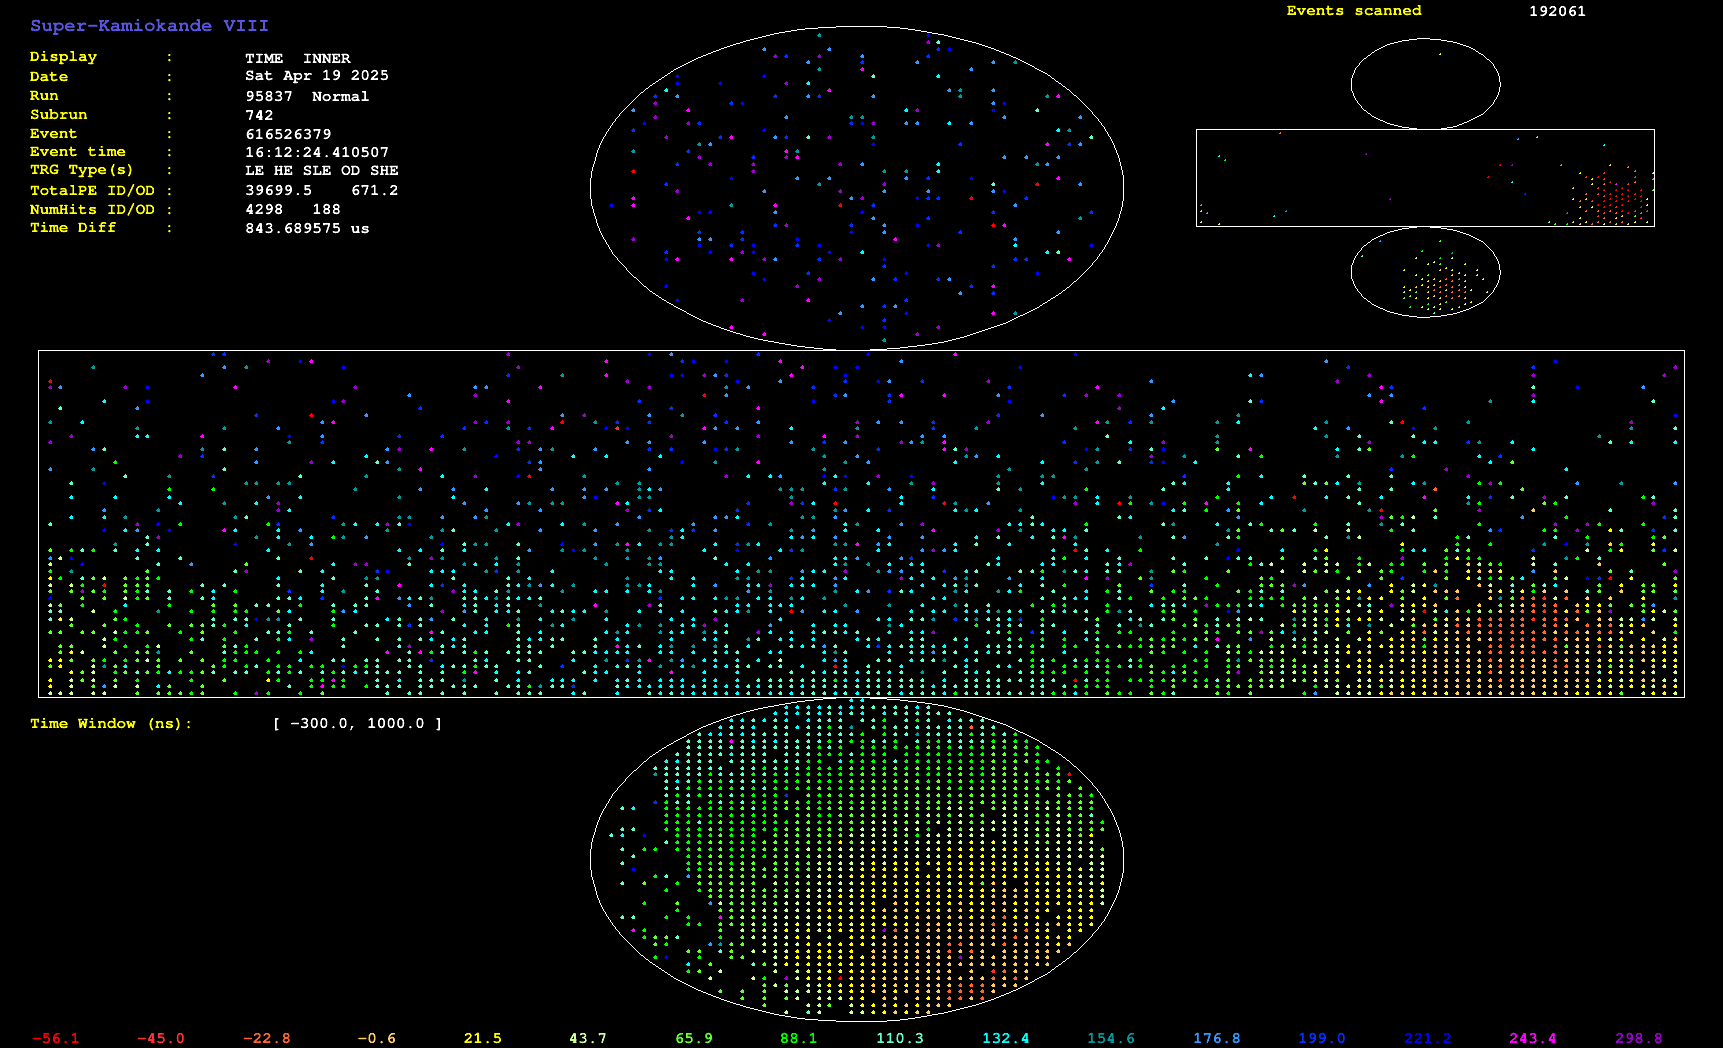 Super-Kamiokande VIII
Display : TIME INNER
Date : Sat Apr 19 2025
Run : 95837 Normal
Subrun : 742
Event : 616526379
Event time : 16:12:24.410507
TRG Type(s) : LE HE SLE OD SHE
TotalPE ID/OD : 39699.5 671.2
NumHits ID/OD : 4298 188
Time Diff : 843.689575 us
Events scanned 192061
Time Window (ns): [ -300.0, 1000.0 ]
-56.1 -45.0 -22.8 -0.6 21.5 43.7 65.9 88.1 110.3 132.4 154.6 176.8 199.0 221.2 243.4 298.8